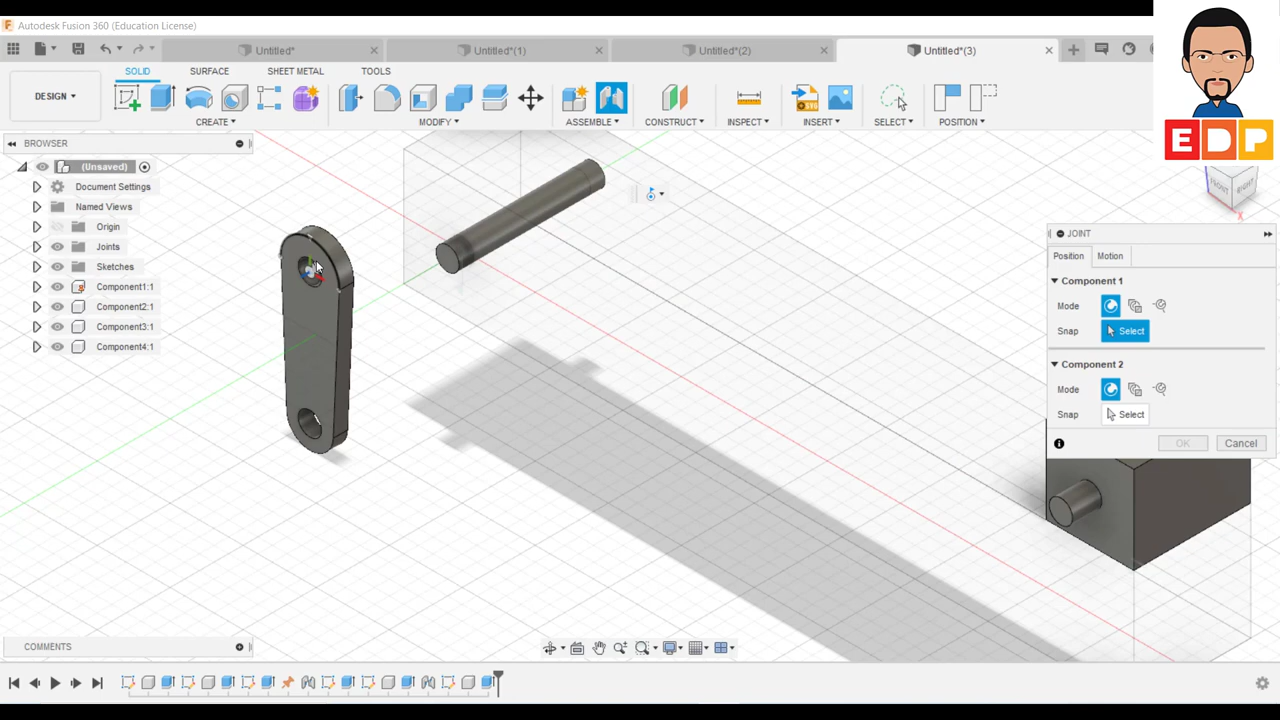 Autodesk Fusion 360 (Education License)
Untitled*
Untitled*(1)
Untitled*(2)
Untitled*(3)
SOLID
SURFACE
SHEET METAL
TOOLS
DESIGN
CREATE
MODIFY
ASSEMBLE
CONSTRUCT
INSPECT
INSERT
SELECT
POSITION
EDP
FRONT
RIGHT
BROWSER
(Unsaved)
Document Settings
Named Views
Origin
Joints
Sketches
Component1:1
Component2:1
Component3:1
Component4:1
JOINT
Position
Motion
Component 1
Mode
Snap
Select
Component 2
Mode
Snap
Select
OK
Cancel
COMMENTS